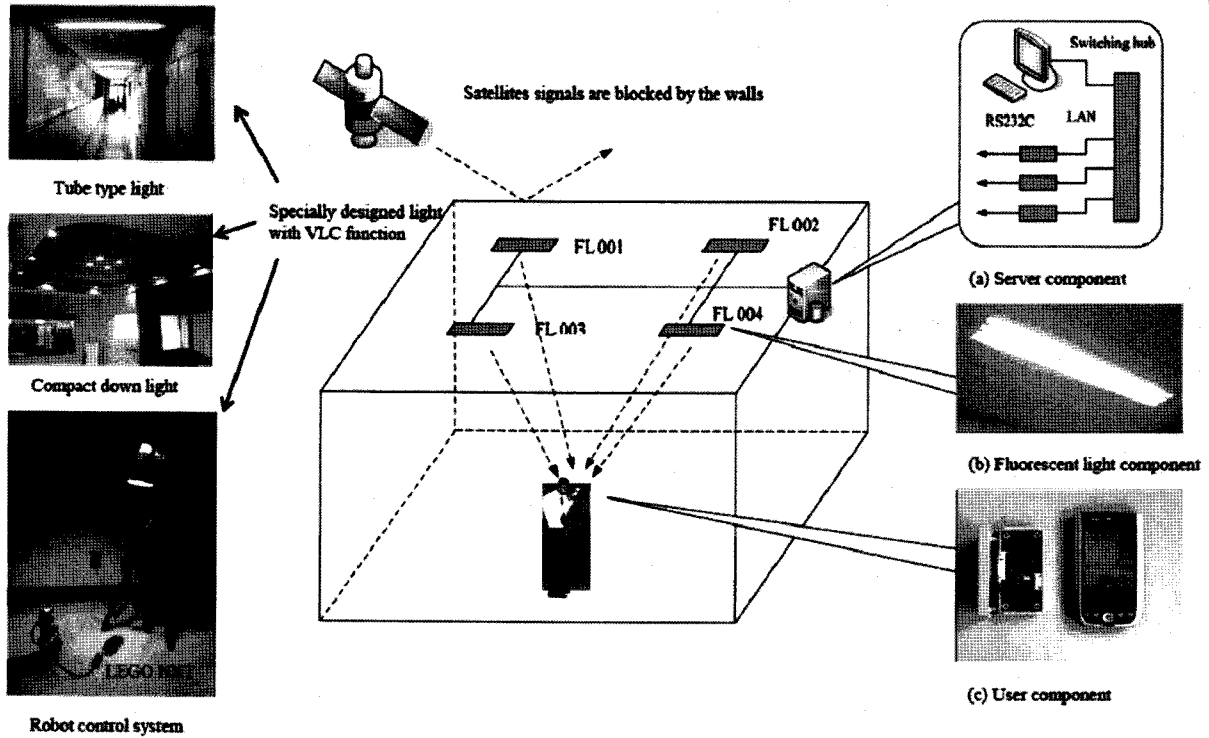 Satellites signals are blocked by the walls
Switching hub
RS232C
LAN
Tube type light
Specially designed light
with VLC function
FL 001
FL 002
FL 003
FL 004
(a) Server component
Compact down light
(b) Fluorescent light component
LEGO NXT
(c) User component
Robot control system